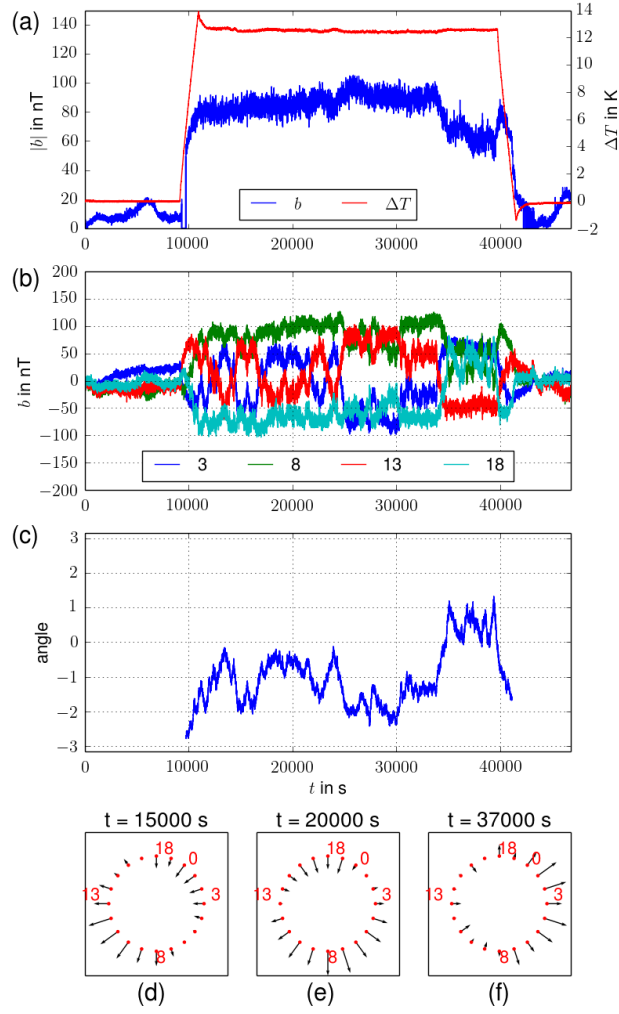 (a)
140
120
100
80
60
40
20
0
|b| in nT
14
12
10
8
6
4
2
0
−2
ΔT in K
b ΔT
0 10000 20000 30000 40000
(b)
200
150
100
50
0
−50
−100
−150
−200
b in nT
3 8 13 18
0 10000 20000 30000 40000
(c)
3
2
1
0
−1
−2
−3
angle
0 10000 20000 30000 40000
t in s
t = 15000 s t = 20000 s t = 37000 s
18 0 3 8 13
18 0 3 8 13
18 0 3 8 13
(d) (e) (f)